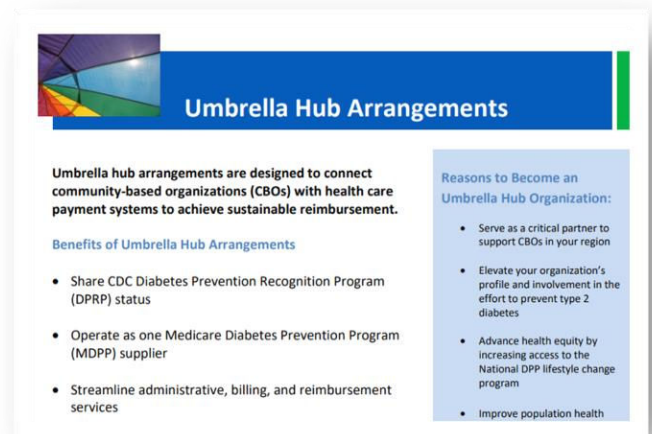 Umbrella Hub Arrangements
Umbrella hub arrangements are designed to connect
community-based organizations (CBOs) with health care
payment systems to achieve sustainable reimbursement.
Benefits of Umbrella Hub Arrangements
• Share CDC Diabetes Prevention Recognition Program
(DPRP) status
• Operate as one Medicare Diabetes Prevention Program
(MDPP) supplier
• Streamline administrative, billing, and reimbursement
services
Reasons to Become an
Umbrella Hub Organization:
• Serve as a critical partner to
support CBOs in your region
• Elevate your organization's
profile and involvement in the
effort to prevent type 2
diabetes
• Advance health equity by
increasing access to the
National DPP lifestyle change
program
• Improve population health